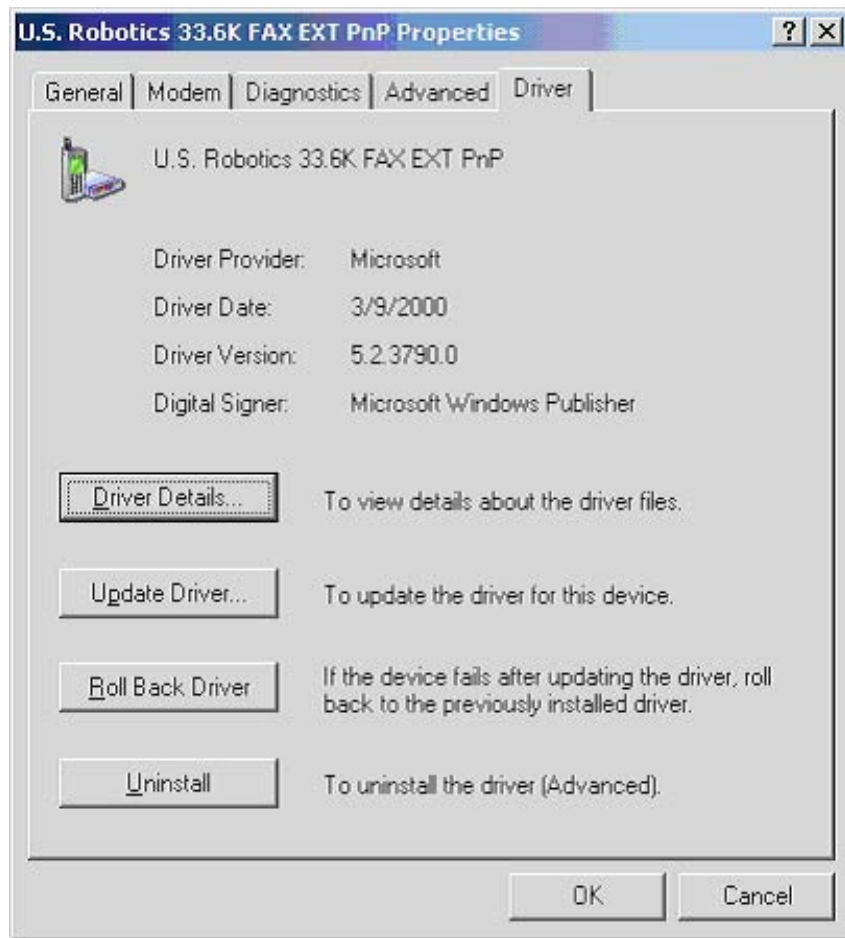 U.S. Robotics 33.6K FAX EXT PnP Properties
General Modem Diagnostics Advanced Driver
U.S. Robotics 33.6K FAX EXT PnP
Driver Provider: Microsoft
Driver Date: 3/9/2000
Driver Version: 5.2.3790.0
Digital Signer: Microsoft Windows Publisher
Driver Details... To view details about the driver files.
Update Driver... To update the driver for this device.
Roll Back Driver If the device fails after updating the driver, roll
back to the previously installed driver.
Uninstall To uninstall the driver (Advanced).
OK Cancel